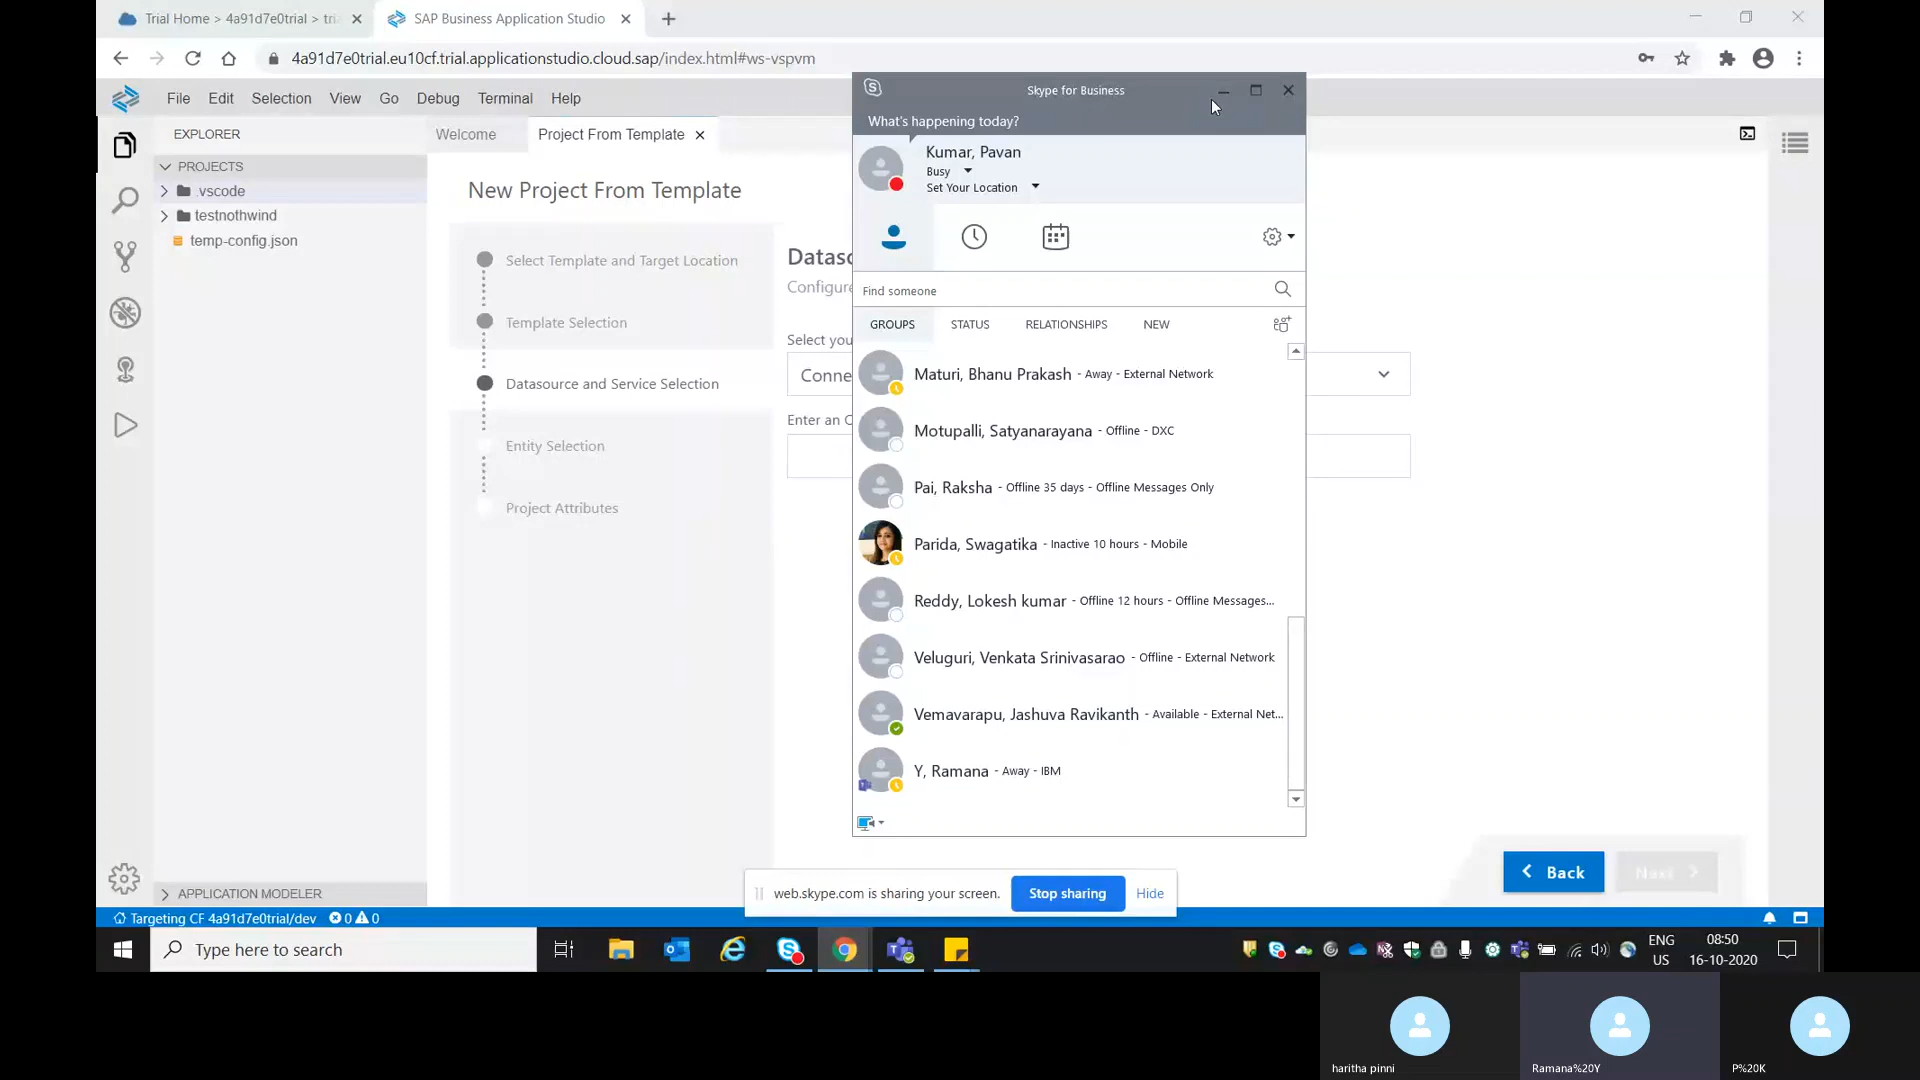 Trial Home > 4a91d7e0trial > tri
SAP Business Application Studio
4a91d7e0trial.eu10cf.trial.applicationstudio.cloud.sap/index.html#ws-vspvm
File Edit Selection View Go Debug Terminal Help
EXPLORER
PROJECTS
.vscode
testnothwind
temp-config.json
APPLICATION MODELER
Welcome
Project From Template
New Project From Template
Select Template and Target Location
Template Selection
Datasource and Service Selection
Entity Selection
Project Attributes
Datasc
Configure
Select you
Conne
Enter an O
Skype for Business
What's happening today?
Kumar, Pavan
Busy
Set Your Location
Find someone
GROUPS STATUS RELATIONSHIPS NEW
Maturi, Bhanu Prakash - Away - External Network
Motupalli, Satyanarayana - Offline - DXC
Pai, Raksha - Offline 35 days - Offline Messages Only
Parida, Swagatika - Inactive 10 hours - Mobile
Reddy, Lokesh kumar - Offline 12 hours - Offline Messages...
Veluguri, Venkata Srinivasarao - Offline - External Network
Vemavarapu, Jashuva Ravikanth - Available - External Net...
Y, Ramana - Away - IBM
Back
Next
web.skype.com is sharing your screen.
Stop sharing
Hide
Targeting CF 4a91d7e0trial/dev 0 0
Type here to search
ENG
US
08:50
16-10-2020
haritha pinni
Ramana%20Y
P%20K